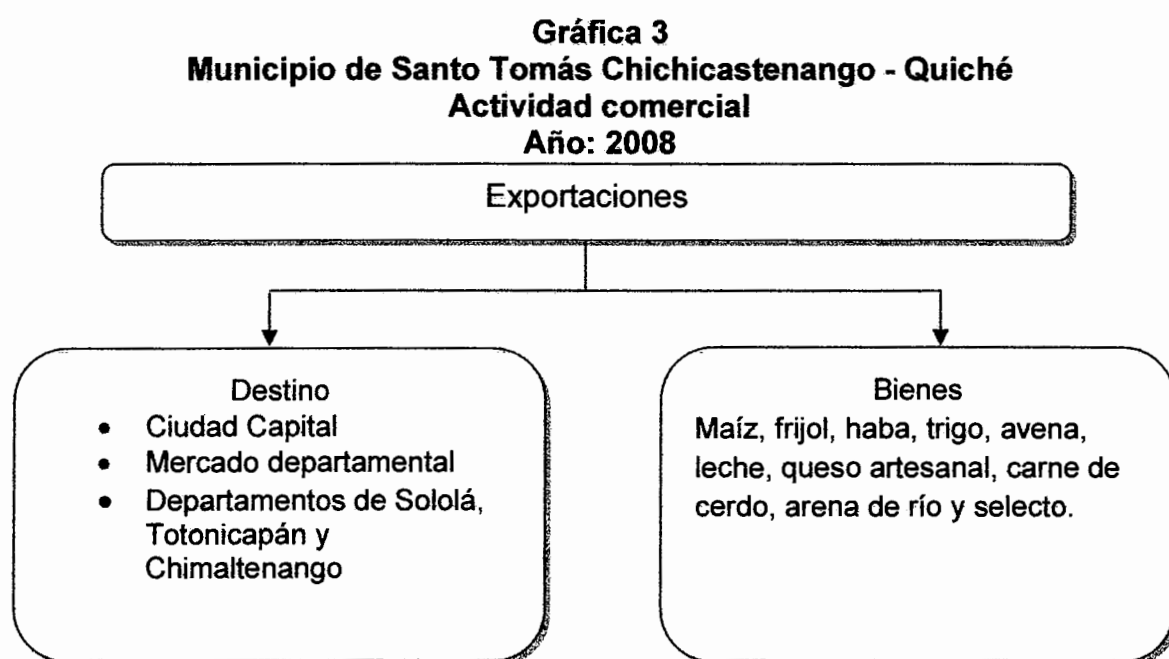 Gráfica 3
Municipio de Santo Tomás Chichicastenango - Quiché
Actividad comercial
Año: 2008
Exportaciones
Destino
• Ciudad Capital
• Mercado departamental
• Departamentos de Sololá,
Totonicapán y
Chimaltenango
Bienes
Maíz, frijol, haba, trigo, avena,
leche, queso artesanal, carne de
cerdo, arena de río y selecto.